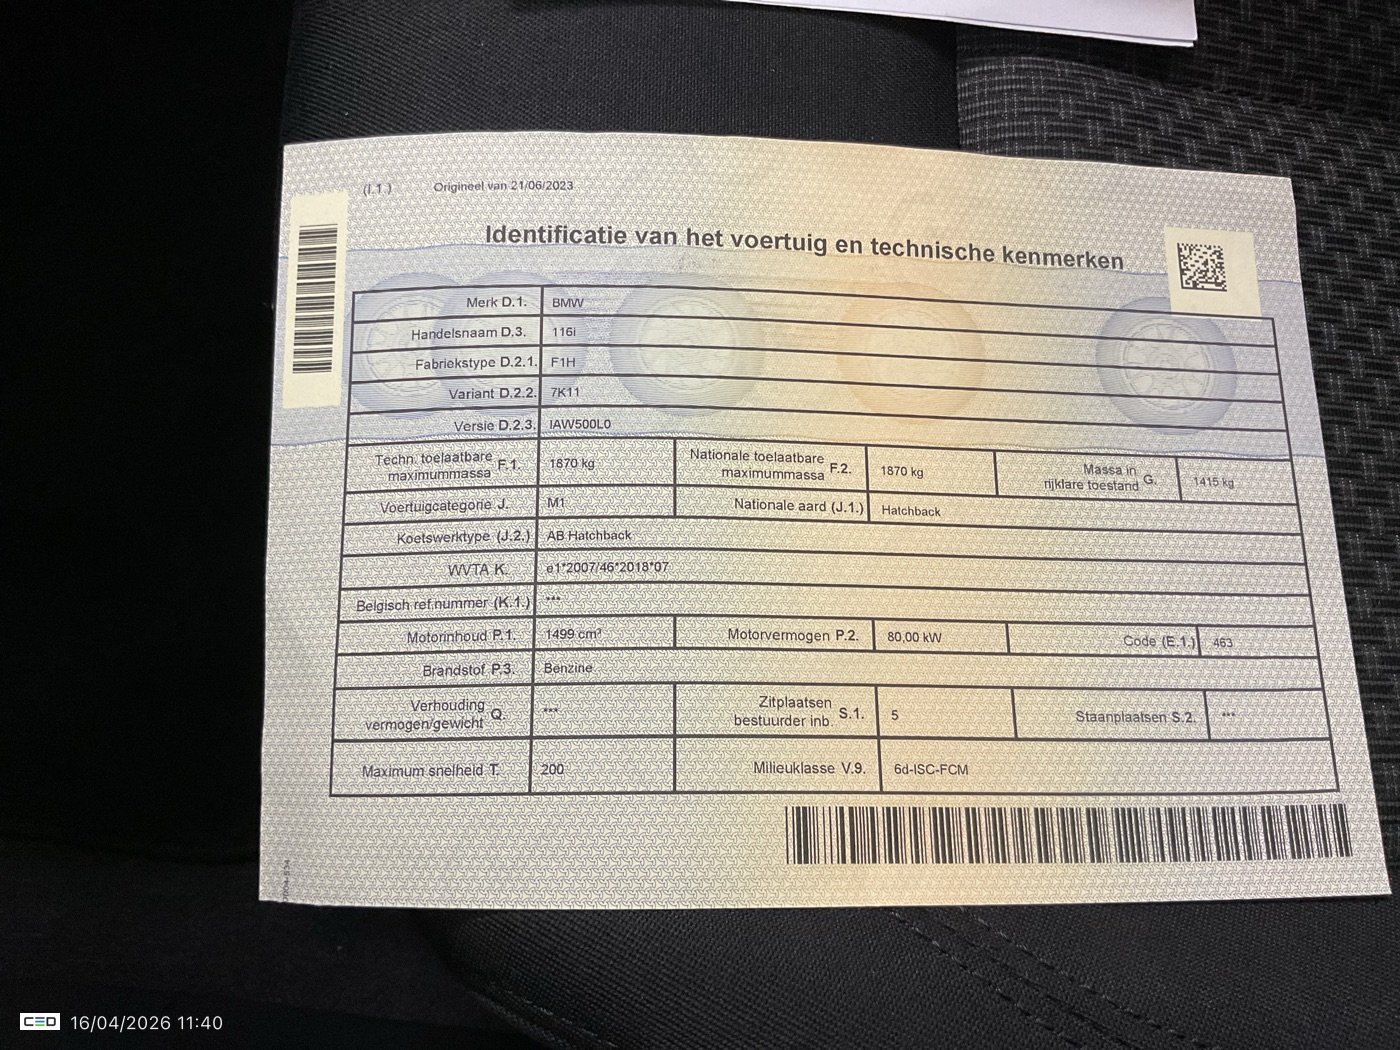 (I.1.) Origineel van 21/06/2023
Identificatie van het voertuig en technische kenmerken
Merk D.1. BMW
Handelsnaam D.3. 116i
Fabriekstype D.2.1. F1H
Variant D.2.2. 7K11
Versie D.2.3. IAW500L0
Techn. toelaatbare maximummassa F.1. 1870 kg Nationale toelaatbare maximummassa F.2. 1870 kg Massa in rijklare toestand G. 1415 kg
Voertuigcategorie J. M1 Nationale aard (J.1.) Hatchback
Koetswerktype (J.2.) AB Hatchback
WVTA K. e1*2007/46*2018*07
Belgisch ref.nummer (K.1.) ***
Motorinhoud P.1. 1499 cm³ Motorvermogen P.2. 80,00 kW Code (E.1.) 463
Brandstof P.3. Benzine
Verhouding vermogen/gewicht Q. *** Zitplaatsen bestuurder inb. S.1. 5 Staanplaatsen S.2. ***
Maximum snelheid T. 200 Milieuklasse V.9. 6d-ISC-FCM
CED 16/04/2026 11:40